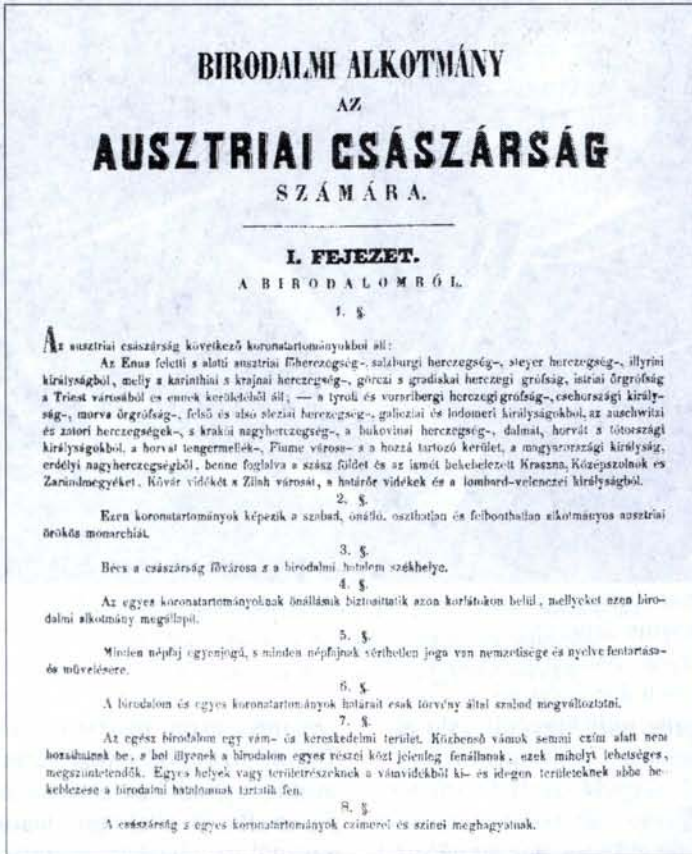 BIRODALMI ALKOTMÁNY
AZ
AUSZTRIAI CSÁSZÁRSÁG
SZÁMÁRA.
I. FEJEZET.
A BIRODALOMRÓL.
1. §.
Az ausztriai császárság következő koronatartományokból áll:
Az Enns feletti s alatti ausztriai főherczegség-, salzburgi herczegség-, steyer herczegség-, illyriai
királyságból, melly a karinthiai s krajnai herczegség-, görczi s gradiskai herczegi grófság, istriai őrgrófság
s Triest városából es ennek kerületéből áll; — a tyroli és vorarlbergi herczegi grófság-, csehországi király-
ság-, morva őrgrófság-, felső és alsó sleziai herczegség-, galicziai és lodomeri királyságokból, az auschwitzi
és zatori herczegségek-, s krakói nagyherczegség-, a bukovinai herczegség-, dalmát, horvát s tótországi
királyságokból, a horvát tengermellék-, Fiume városa- s a hozzá tartozó kerület, a magyarországi királyság,
erdélyi nagyherczegségből, benne foglalva a szász földet és az ismét bekebelezett Kraszna, Középszolnok és
Zarándmegyéket, Kővár vidékét s Zilah városát, a határőr vidékek és a lombard-velenczei királyságból.
2. §.
Ezen koronatartományok képezik a szabad, önálló, oszthatlan és felbonthatlan alkotmányos ausztriai
örökös monarchiát.
3. §.
Bécs a császárság fővárosa s a birodalmi hatalom székhelye.
4. §.
Az egyes koronatartományoknak önállásuk biztosíttatik azon korlátokon belül, mellyeket ezen biro-
dalmi alkotmány megállapít.
5. §.
Minden népfaj egyenjogú, s minden népfajnak sérthetlen joga van nemzetisége és nyelve fentartása-
és művelésere.
6. §.
A birodalom és egyes koronatartományok határait csak törvény által szabad megváltoztatni.
7. §.
Az egész birodalom egy vám- és kereskedelmi terület. Közbenső vámok semmi czím alatt nem
hozathatnak be, s hol illyenek a birodalom egyes részei közt jelenleg fenállanak, ezek mihelyt lehetséges,
megszüntetendők. Egyes helyek vagy területrészeknek a vámvidékből ki- és idegen területeknek abba be-
keblezése a birodalmi hatalomnak tartatik fen.
8. §.
A császárság s egyes koronatartományok czimerei és szinei meghagyatnak.